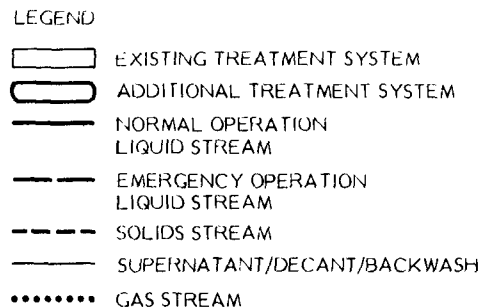 LEGEND
EXISTING TREATMENT SYSTEM
ADDITIONAL TREATMENT SYSTEM
NORMAL OPERATION
LIQUID STREAM
EMERGENCY OPERATION
LIQUID STREAM
SOLIDS STREAM
SUPERNATANT/DECANT/BACKWASH
GAS STREAM